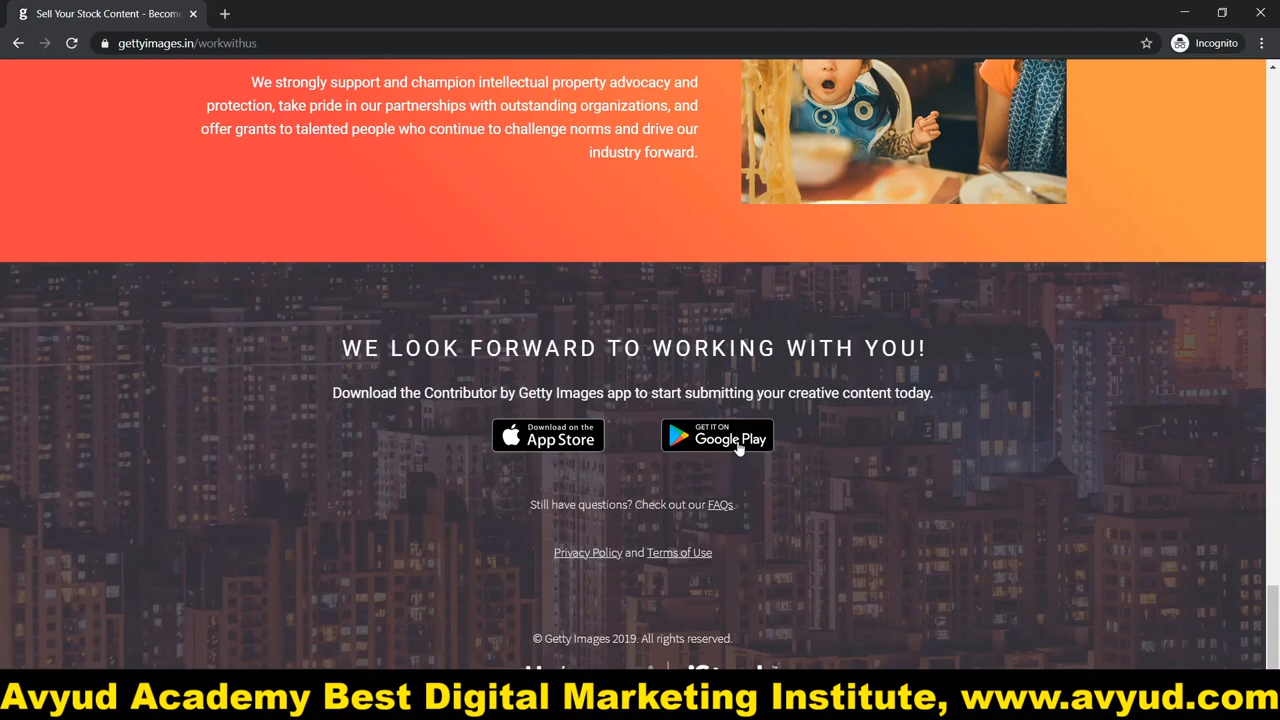 Sell Your Stock Content - Becom
gettyimages.in/workwithus
Incognito
We strongly support and champion intellectual property advocacy and
protection, take pride in our partnerships with outstanding organizations, and
offer grants to talented people who continue to challenge norms and drive our
industry forward.
WE LOOK FORWARD TO WORKING WITH YOU!
Download the Contributor by Getty Images app to start submitting your creative content today.
Download on the
App Store
GET IT ON
Google Play
Still have questions? Check out our FAQs.
Privacy Policy and Terms of Use
© Getty Images 2019. All rights reserved.
Avyud Academy Best Digital Marketing Institute, www.avyud.com